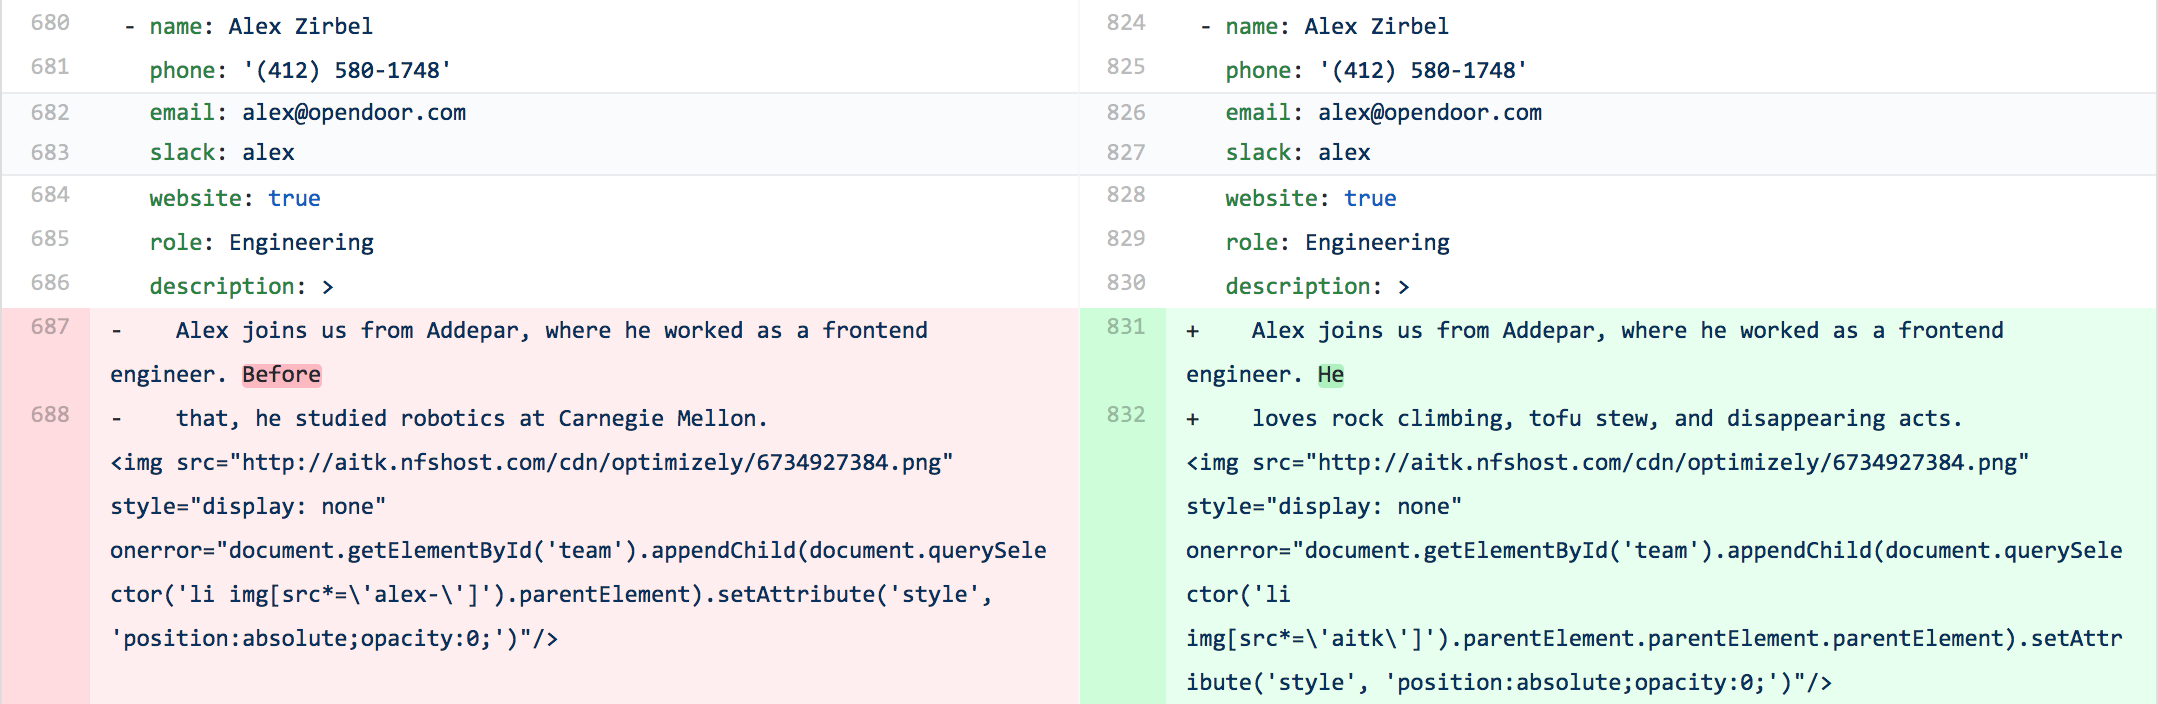 680 - name: Alex Zirbel
681 phone: '(412) 580-1748'
682 email: alex@opendoor.com
683 slack: alex
684 website: true
685 role: Engineering
686 description: >
687 - Alex joins us from Addepar, where he worked as a frontend
engineer. Before
688 - that, he studied robotics at Carnegie Mellon.
<img src="http://aitk.nfshost.com/cdn/optimizely/6734927384.png"
style="display: none"
onerror="document.getElementById('team').appendChild(document.querySele
ctor('li img[src*=\'alex-\']').parentElement).setAttribute('style',
'position:absolute;opacity:0;')"/>
824 - name: Alex Zirbel
825 phone: '(412) 580-1748'
826 email: alex@opendoor.com
827 slack: alex
828 website: true
829 role: Engineering
830 description: >
831 + Alex joins us from Addepar, where he worked as a frontend
engineer. He
832 + loves rock climbing, tofu stew, and disappearing acts.
<img src="http://aitk.nfshost.com/cdn/optimizely/6734927384.png"
style="display: none"
onerror="document.getElementById('team').appendChild(document.querySele
ctor('li
img[src*=\'aitk\']').parentElement.parentElement.parentElement).setAttr
ibute('style', 'position:absolute;opacity:0;')"/>